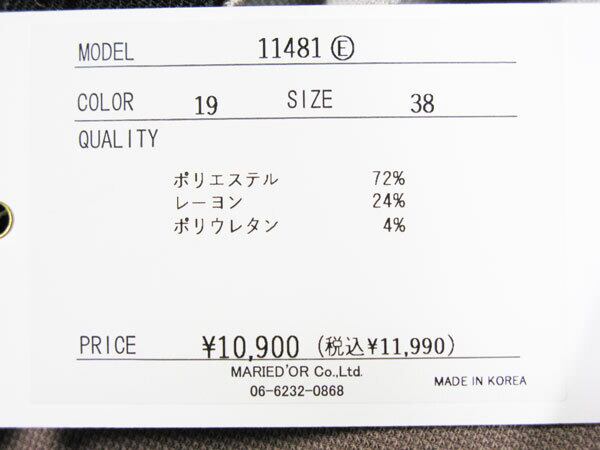 MODEL 11481 Ⓔ
COLOR 19 SIZE 38
QUALITY
ポリエステル 72%
レーヨン 24%
ポリウレタン 4%
PRICE ¥10,900 (税込¥11,990)
MARIED'OR Co.,Ltd.
06-6232-0868
MADE IN KOREA